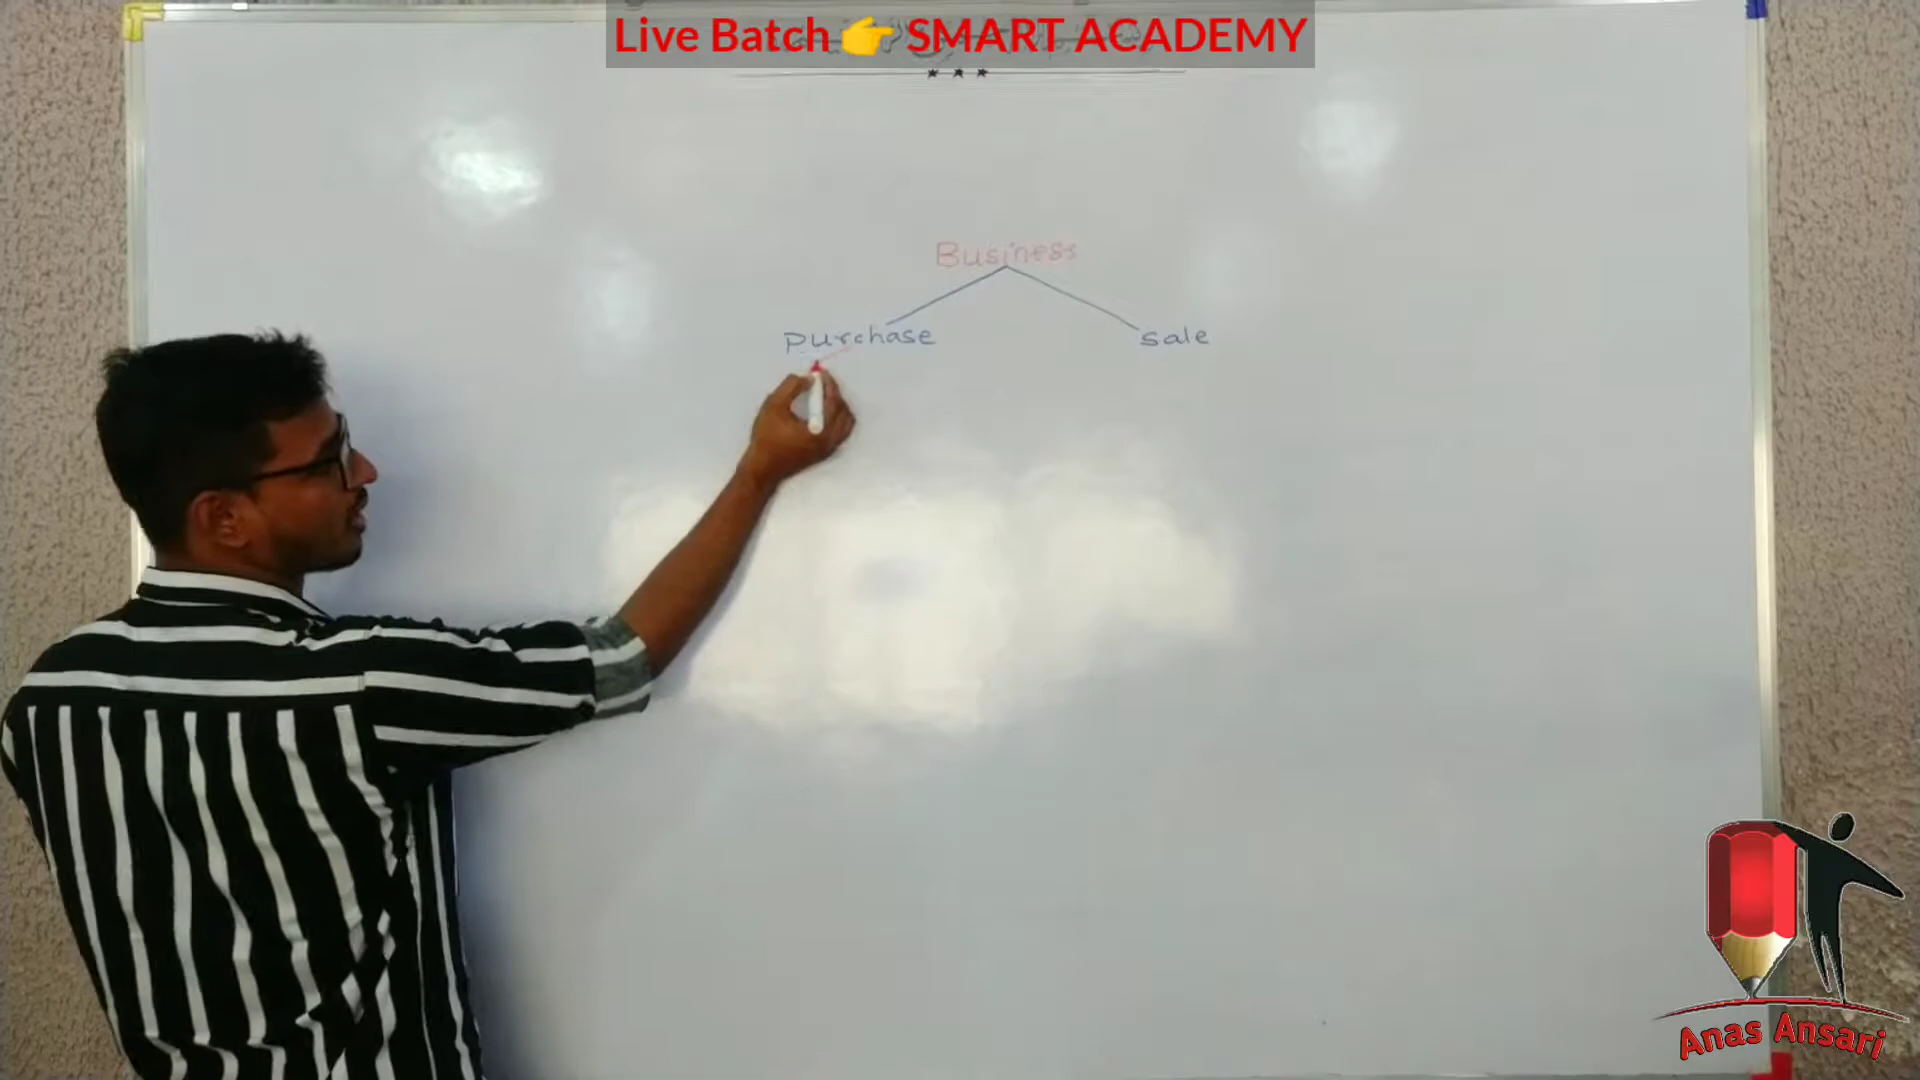 Live Batch 👉 SMART ACADEMY
★ ★ ★
Business
Purchase sale
Anas Ansari